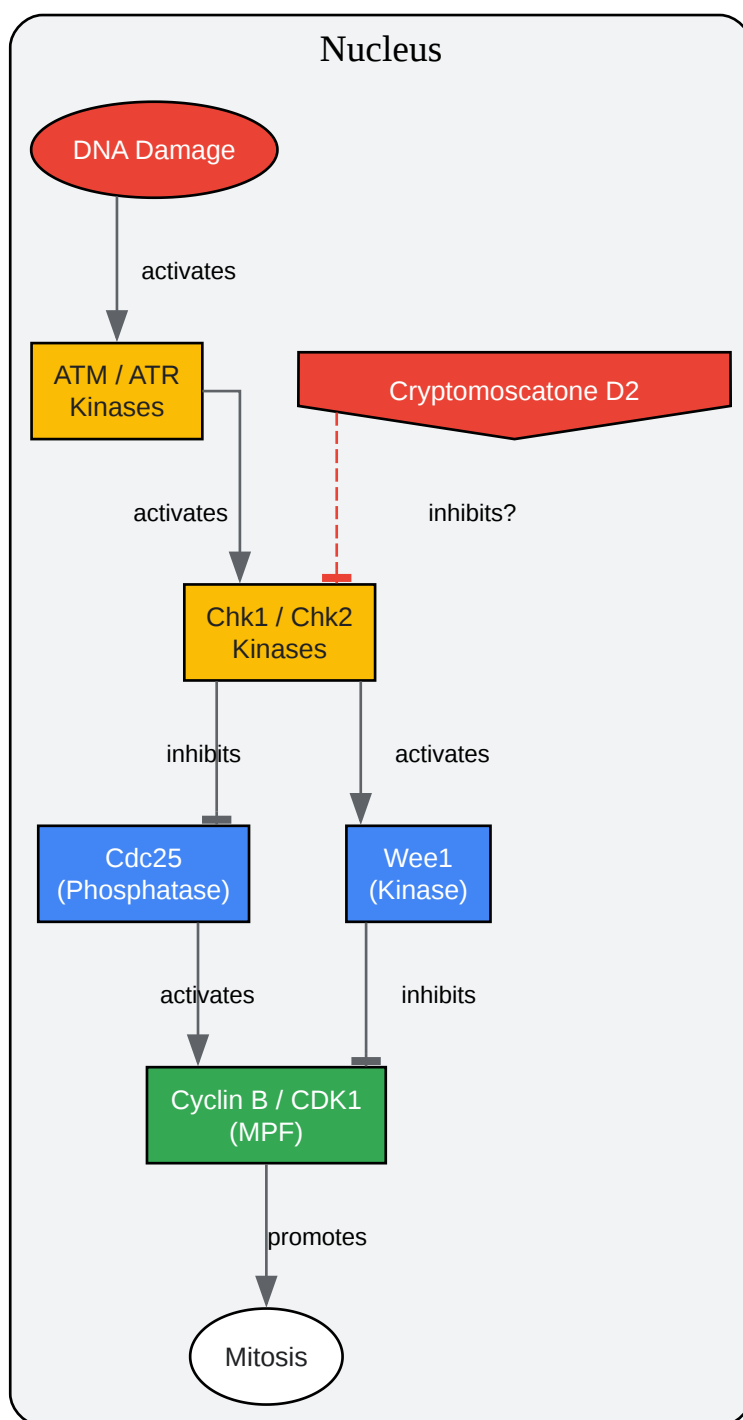 Nucleus
DNA Damage
activates
ATM / ATR
Kinases
Cryptomoscatone D2
activates
inhibits?
Chk1 / Chk2
Kinases
inhibits
activates
Cdc25
(Phosphatase)
Wee1
(Kinase)
activates
inhibits
Cyclin B / CDK1
(MPF)
promotes
Mitosis